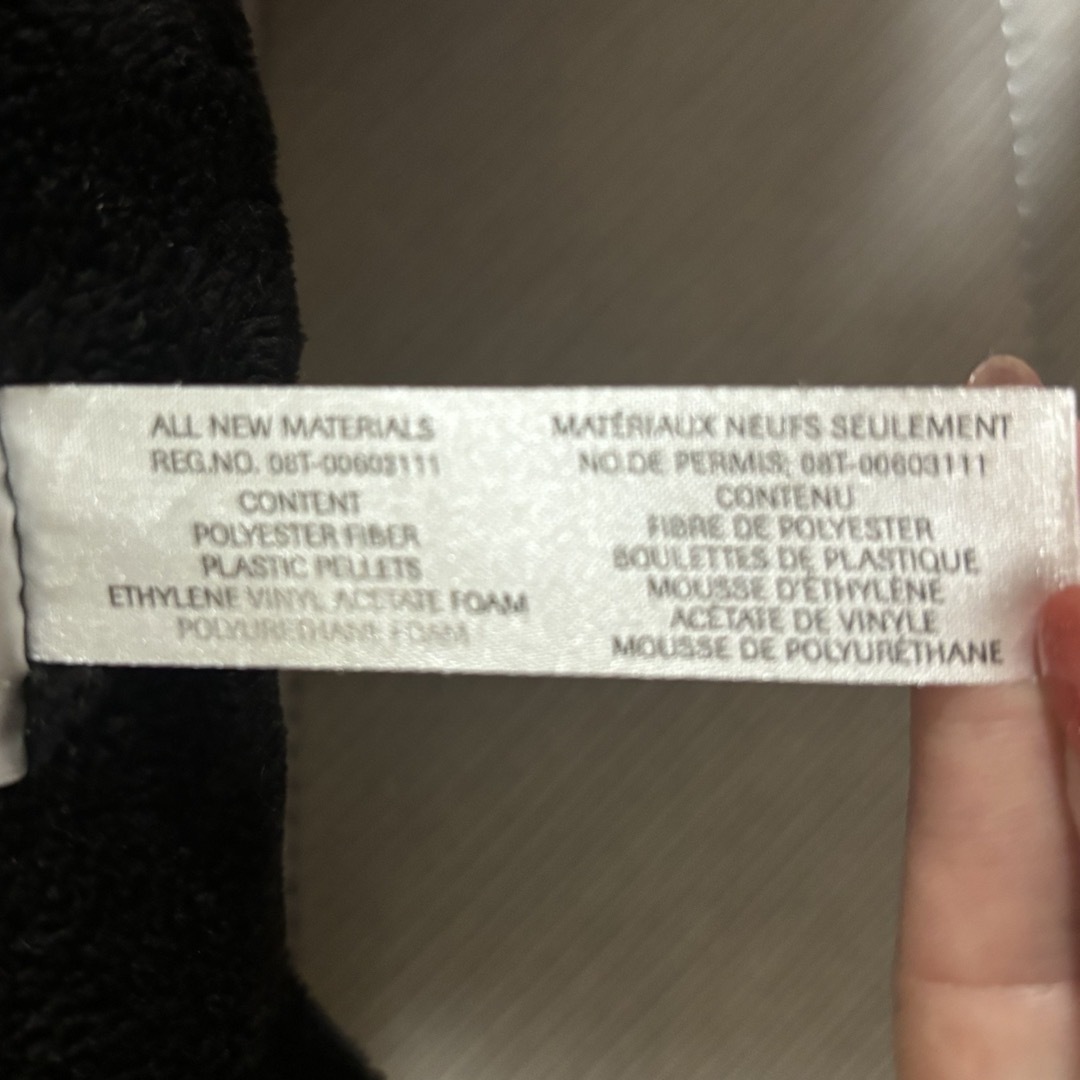 ALL NEW MATERIALS
REG.NO. 08T-00603111
CONTENT
POLYESTER FIBER
PLASTIC PELLETS
ETHYLENE VINYL ACETATE FOAM
POLYURETHANE FOAM
MATÉRIAUX NEUFS SEULEMENT
NO.DE PERMIS: 08T-00603111
CONTENU
FIBRE DE POLYESTER
BOULETTES DE PLASTIQUE
MOUSSE D'ÉTHYLÈNE
ACÉTATE DE VINYLE
MOUSSE DE POLYURÉTHANE